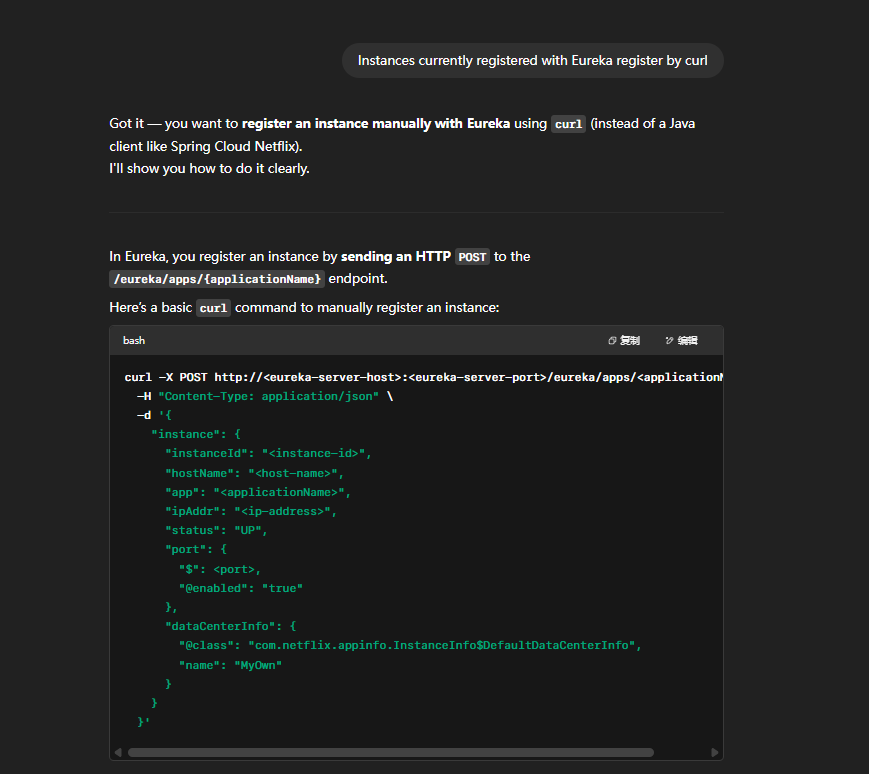 Instances currently registered with Eureka register by curl
Got it — you want to register an instance manually with Eureka using curl (instead of a Java
client like Spring Cloud Netflix).
I'll show you how to do it clearly.
In Eureka, you register an instance by sending an HTTP POST to the
/eureka/apps/{applicationName} endpoint.
Here's a basic curl command to manually register an instance:
bash 复制 编辑
curl -X POST http://<eureka-server-host>:<eureka-server-port>/eureka/apps/<application
-H "Content-Type: application/json" \
-d '{
"instance": {
"instanceId": "<instance-id>",
"hostName": "<host-name>",
"app": "<applicationName>",
"ipAddr": "<ip-address>",
"status": "UP",
"port": {
"$": <port>,
"@enabled": "true"
},
"dataCenterInfo": {
"@class": "com.netflix.appinfo.InstanceInfo$DefaultDataCenterInfo",
"name": "MyOwn"
}
}
}'